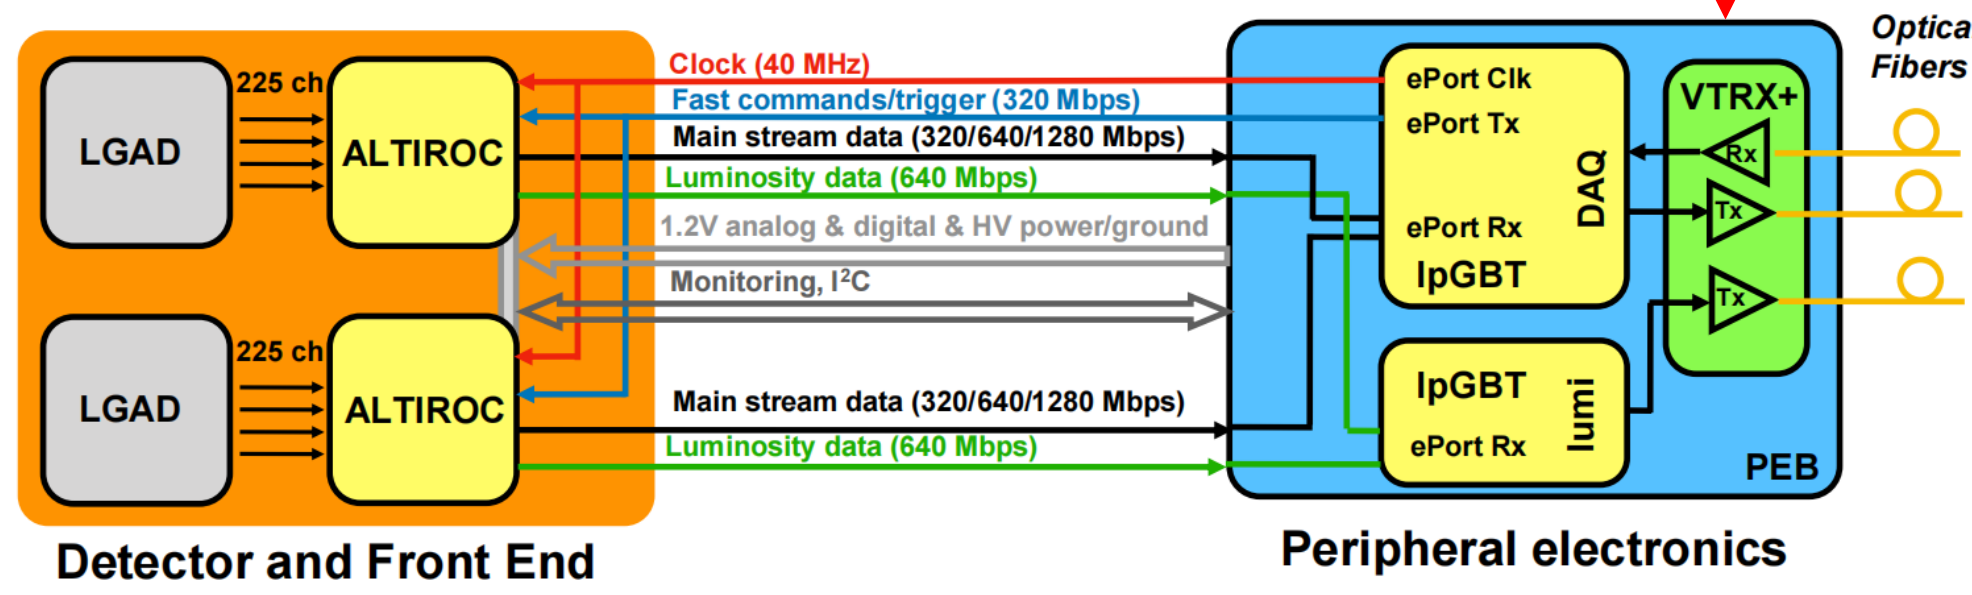 LGAD
225 ch
ALTIROC
LGAD
225 ch
ALTIROC
Detector and Front End
Clock (40 MHz)
Fast commands/trigger (320 Mbps)
Main stream data (320/640/1280 Mbps)
Luminosity data (640 Mbps)
1.2V analog & digital & HV power/ground
Monitoring, I²C
Main stream data (320/640/1280 Mbps)
Luminosity data (640 Mbps)
ePort Clk
ePort Tx
ePort Rx
lpGBT
DAQ
lpGBT
ePort Rx
lumi
VTRX+
Rx
Tx
Tx
PEB
Peripheral electronics
Optica
Fibers